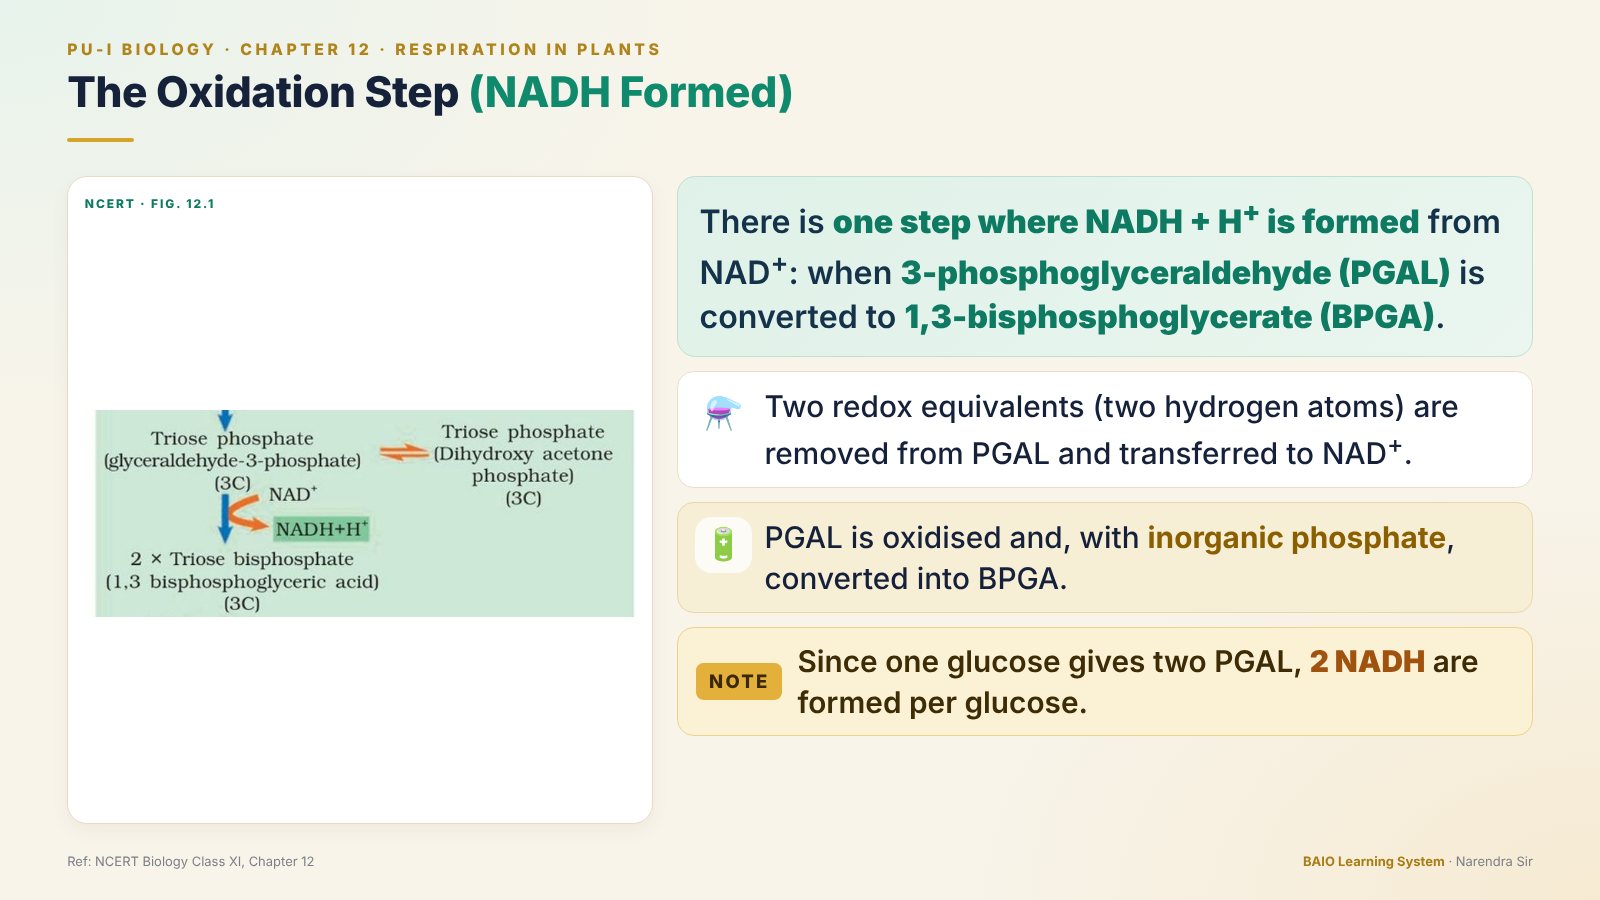 PU-I BIOLOGY · CHAPTER 12 · RESPIRATION IN PLANTS
The Oxidation Step (NADH Formed)
NCERT · FIG. 12.1
Triose phosphate
(glyceraldehyde-3-phosphate)
(3C)
Triose phosphate
(Dihydroxy acetone
phosphate)
(3C)
NAD⁺
NADH+H⁺
2 × Triose bisphosphate
(1,3 bisphosphoglyceric acid)
(3C)
There is one step where NADH + H⁺ is formed from
NAD⁺: when 3-phosphoglyceraldehyde (PGAL) is
converted to 1,3-bisphosphoglycerate (BPGA).
Two redox equivalents (two hydrogen atoms) are
removed from PGAL and transferred to NAD⁺.
PGAL is oxidised and, with inorganic phosphate,
converted into BPGA.
NOTE
Since one glucose gives two PGAL, 2 NADH are
formed per glucose.
Ref: NCERT Biology Class XI, Chapter 12
BAIO Learning System · Narendra Sir